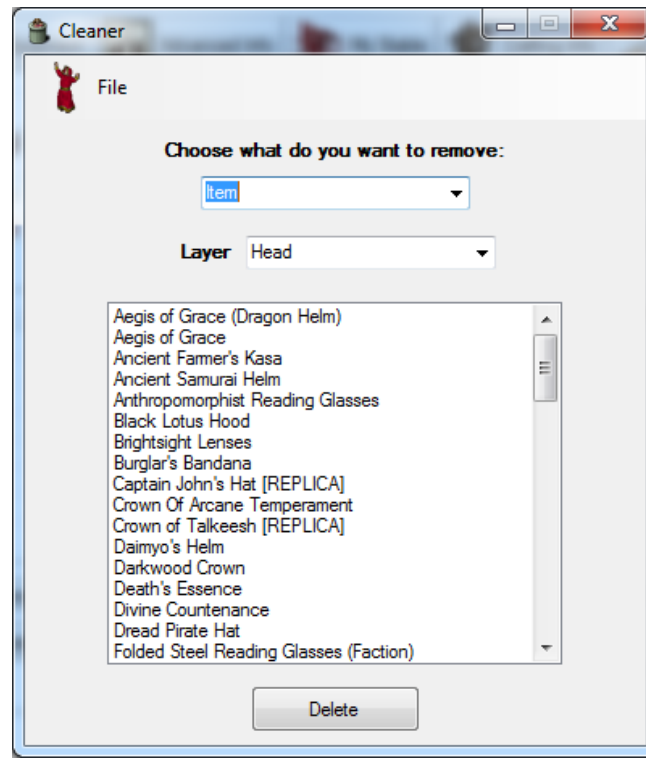 Cleaner
File
Choose what do you want to remove:
Item
Layer Head
Aegis of Grace (Dragon Helm)
Aegis of Grace
Ancient Farmer's Kasa
Ancient Samurai Helm
Anthropomorphist Reading Glasses
Black Lotus Hood
Brightsight Lenses
Burglar's Bandana
Captain John's Hat [REPLICA]
Crown Of Arcane Temperament
Crown of Talkeesh [REPLICA]
Daimyo's Helm
Darkwood Crown
Death's Essence
Divine Countenance
Dread Pirate Hat
Folded Steel Reading Glasses (Faction)
Delete